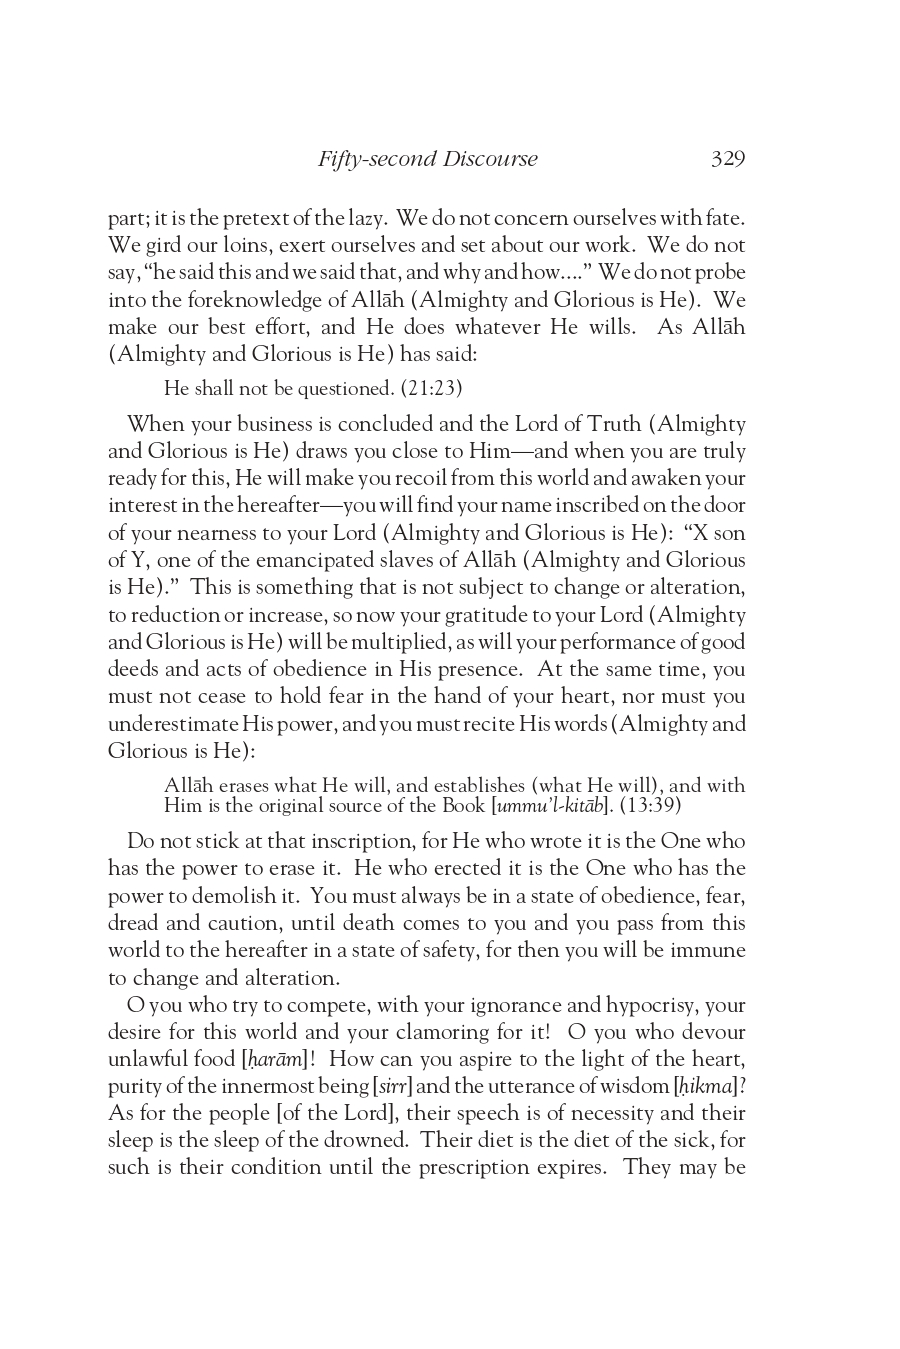 Fifty-second Discourse 329
part; it is the pretext of the lazy. We do not concern ourselves with fate.
We gird our loins, exert ourselves and set about our work. We do not
say, “he said this and we said that, and why and how….” We do not probe
into the foreknowledge of Allāh (Almighty and Glorious is He). We
make our best effort, and He does whatever He wills. As Allāh
(Almighty and Glorious is He) has said:
He shall not be questioned. (21:23)
When your business is concluded and the Lord of Truth (Almighty
and Glorious is He) draws you close to Him—and when you are truly
ready for this, He will make you recoil from this world and awaken your
interest in the hereafter—you will find your name inscribed on the door
of your nearness to your Lord (Almighty and Glorious is He): “X son
of Y, one of the emancipated slaves of Allāh (Almighty and Glorious
is He).” This is something that is not subject to change or alteration,
to reduction or increase, so now your gratitude to your Lord (Almighty
and Glorious is He) will be multiplied, as will your performance of good
deeds and acts of obedience in His presence. At the same time, you
must not cease to hold fear in the hand of your heart, nor must you
underestimate His power, and you must recite His words (Almighty and
Glorious is He):
Allāh erases what He will, and establishes (what He will), and with
Him is the original source of the Book [ummu’l-kitāb]. (13:39)
Do not stick at that inscription, for He who wrote it is the One who
has the power to erase it. He who erected it is the One who has the
power to demolish it. You must always be in a state of obedience, fear,
dread and caution, until death comes to you and you pass from this
world to the hereafter in a state of safety, for then you will be immune
to change and alteration.
O you who try to compete, with your ignorance and hypocrisy, your
desire for this world and your clamoring for it! O you who devour
unlawful food [ḥarām]! How can you aspire to the light of the heart,
purity of the innermost being [sirr] and the utterance of wisdom [ḥikma]?
As for the people [of the Lord], their speech is of necessity and their
sleep is the sleep of the drowned. Their diet is the diet of the sick, for
such is their condition until the prescription expires. They may be